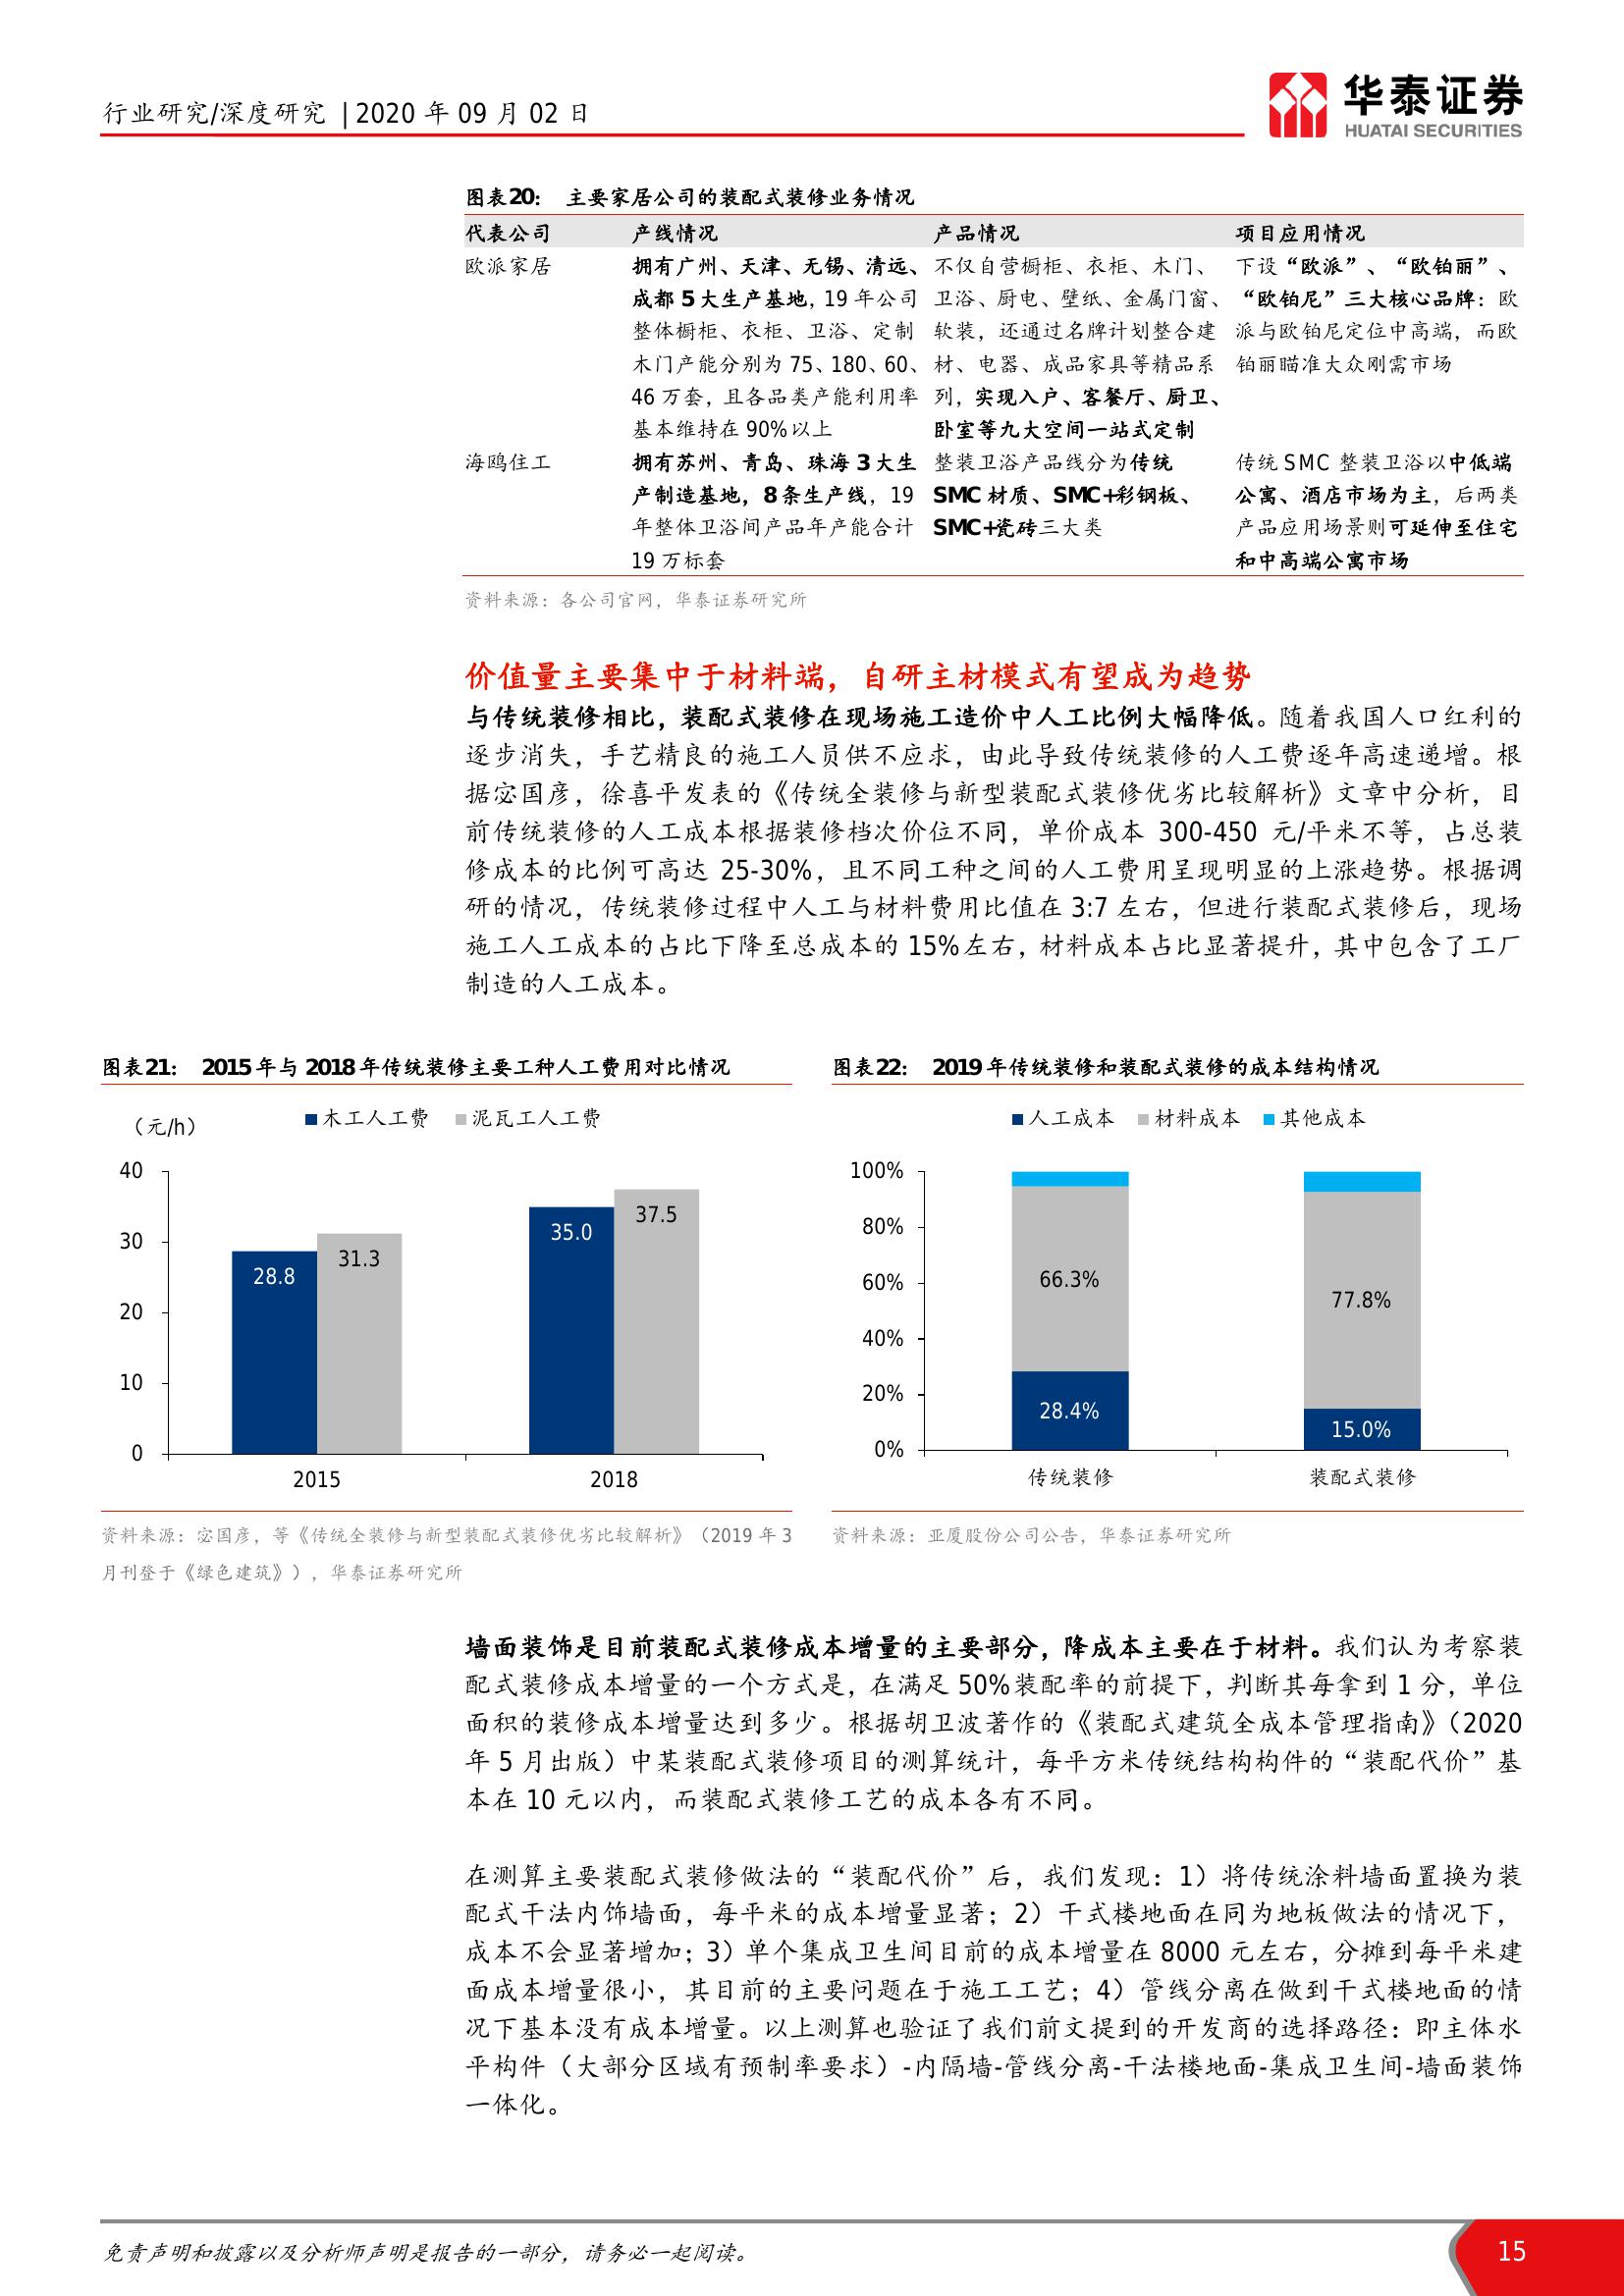 行业研究/深度研究 | 2020 年 09 月 02 日
华泰证券
HUATAI SECURITIES
图表20： 主要家居公司的装配式装修业务情况
代表公司 产线情况 产品情况 项目应用情况
欧派家居 拥有广州、天津、无锡、清远、 不仅自营橱柜、衣柜、木门、 下设“欧派”、“欧铂丽”、
成都 5 大生产基地，19 年公司 卫浴、厨电、壁纸、金属门窗、 “欧铂尼”三大核心品牌：欧
整体橱柜、衣柜、卫浴、定制 软装，还通过名牌计划整合建 派与欧铂尼定位中高端，而欧
木门产能分别为 75、180、60、 材、电器、成品家具等精品系 铂丽瞄准大众刚需市场
46 万套，且各品类产能利用率 列，实现入户、客餐厅、厨卫、
基本维持在 90%以上 卧室等九大空间一站式定制
海鸥住工 拥有苏州、青岛、珠海 3 大生 整装卫浴产品线分为传统 传统 SMC 整装卫浴以中低端
产制造基地，8 条生产线，19 SMC 材质、SMC+彩钢板、 公寓、酒店市场为主，后两类
年整体卫浴间产品年产能合计 SMC+瓷砖三大类 产品应用场景则可延伸至住宅
19 万标套 和中高端公寓市场
资料来源：各公司官网，华泰证券研究所
价值量主要集中于材料端，自研主材模式有望成为趋势
与传统装修相比，装配式装修在现场施工造价中人工比例大幅降低。随着我国人口红利的
逐步消失，手艺精良的施工人员供不应求，由此导致传统装修的人工费逐年高速递增。根
据宓国彦，徐喜平发表的《传统全装修与新型装配式装修优劣比较解析》文章中分析，目
前传统装修的人工成本根据装修档次价位不同，单价成本 300-450 元/平米不等，占总装
修成本的比例可高达 25-30%，且不同工种之间的人工费用呈现明显的上涨趋势。根据调
研的情况，传统装修过程中人工与材料费用比值在 3:7 左右，但进行装配式装修后，现场
施工人工成本的占比下降至总成本的 15%左右，材料成本占比显著提升，其中包含了工厂
制造的人工成本。
图表21： 2015 年与 2018 年传统装修主要工种人工费用对比情况
（元/h）
木工人工费 泥瓦工人工费
40
30
20
10
0
28.8
31.3
35.0
37.5
2015 2018
资料来源：宓国彦，等《传统全装修与新型装配式装修优劣比较解析》（2019 年 3
月刊登于《绿色建筑》），华泰证券研究所
图表22： 2019 年传统装修和装配式装修的成本结构情况
人工成本 材料成本 其他成本
100%
80%
60%
40%
20%
0%
66.3%
28.4%
77.8%
15.0%
传统装修 装配式装修
资料来源：亚厦股份公司公告，华泰证券研究所
墙面装饰是目前装配式装修成本增量的主要部分，降成本主要在于材料。我们认为考察装
配式装修成本增量的一个方式是，在满足 50%装配率的前提下，判断其每拿到 1 分，单位
面积的装修成本增量达到多少。根据胡卫波著作的《装配式建筑全成本管理指南》（2020
年 5 月出版）中某装配式装修项目的测算统计，每平方米传统结构构件的“装配代价”基
本在 10 元以内，而装配式装修工艺的成本各有不同。
在测算主要装配式装修做法的“装配代价”后，我们发现：1）将传统涂料墙面置换为装
配式干法内饰墙面，每平米的成本增量显著；2）干式楼地面在同为地板做法的情况下，
成本不会显著增加；3）单个集成卫生间目前的成本增量在 8000 元左右，分摊到每平米建
面成本增量很小，其目前的主要问题在于施工工艺；4）管线分离在做到干式楼地面的情
况下基本没有成本增量。以上测算也验证了我们前文提到的开发商的选择路径：即主体水
平构件（大部分区域有预制率要求）-内隔墙-管线分离-干法楼地面-集成卫生间-墙面装饰
一体化。
免责声明和披露以及分析师声明是报告的一部分，请务必一起阅读。
15